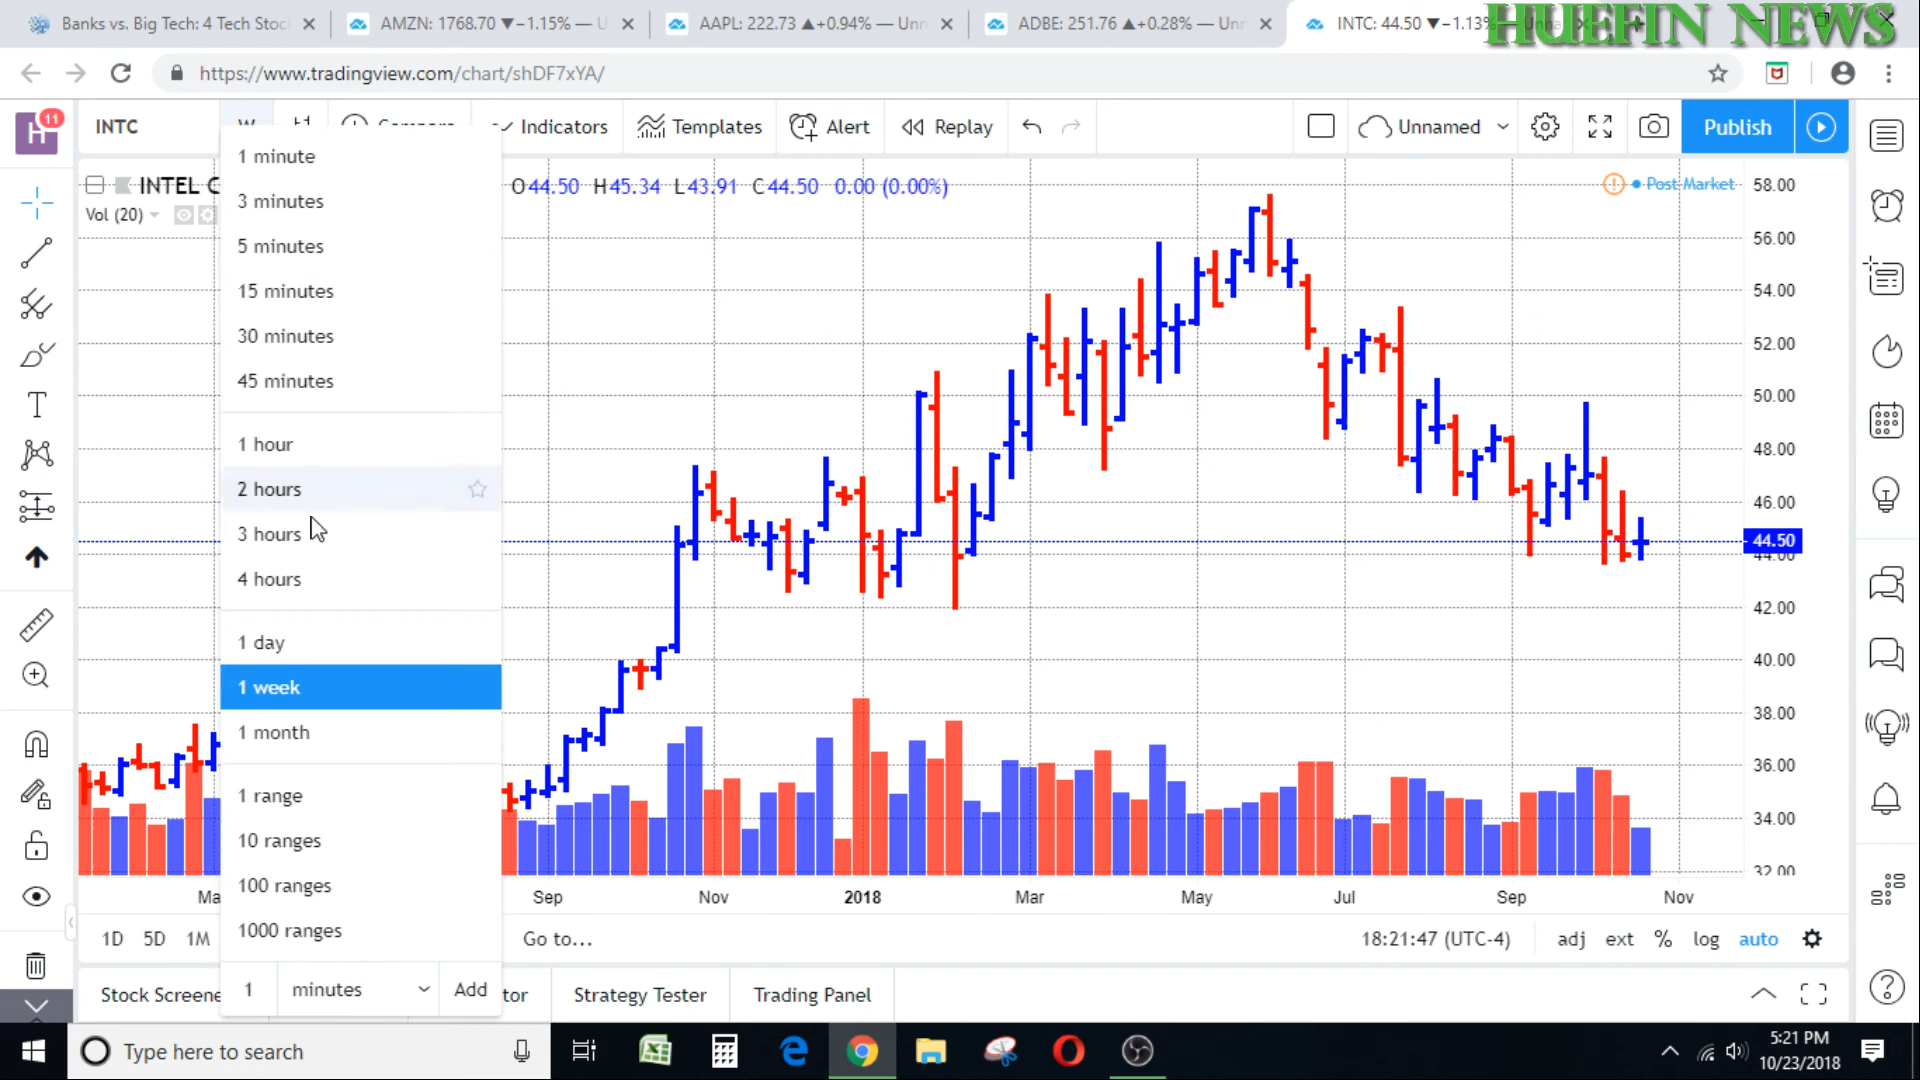 Banks vs. Big Tech: 4 Tech Stoc
AMZN: 1768.70 ▼−1.15% — U
AAPL: 222.73 ▲+0.94% — Unn
ADBE: 251.76 ▲+0.28% — Unn
INTC: 44.50 ▼−1.13%
HUEFIN NEWS
https://www.tradingview.com/chart/shDF7xYA/
H
11
INTC
W
Compare
Indicators
Templates
Alert
Replay
Unnamed
Publish
INTEL C
O44.50 H45.34 L43.91 C44.50 0.00 (0.00%)
Post Market
Vol (20)
1 minute
3 minutes
5 minutes
15 minutes
30 minutes
45 minutes
1 hour
2 hours
3 hours
4 hours
1 day
1 week
1 month
1 range
10 ranges
100 ranges
1000 ranges
1 minutes Add
58.00
56.00
54.00
52.00
50.00
48.00
46.00
44.50
44.00
42.00
40.00
38.00
36.00
34.00
32.00
Ma Sep Nov 2018 Mar May Jul Sep Nov
1D 5D 1M Go to... 18:21:47 (UTC-4) adj ext % log auto
Stock Screene tor Strategy Tester Trading Panel
Type here to search
5:21 PM
10/23/2018